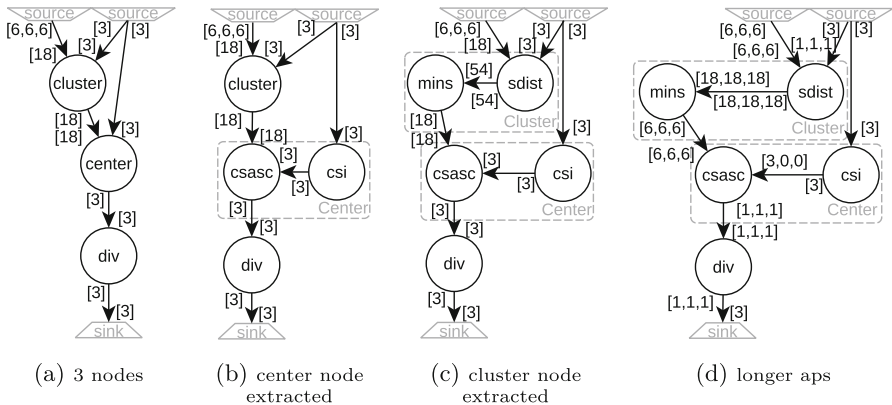 source source
[6,6,6] [3] [3]
[18] [3]
cluster
[18]
[18] [3]
center
[3]
[3]
div
[3]
[3]
sink
(a) 3 nodes
source source
[6,6,6] [3] [3]
[18] [3]
cluster
[18]
[18] [3]
[3]
csasc csi
[3]
Center
[3]
[3]
div
[3]
[3]
sink
(b) center node
extracted
source source
[6,6,6] [3] [3]
[18] [3]
[54]
mins sdist
[54]
Cluster
[18]
[18] [3]
[3]
csasc csi
[3]
Center
[3]
[3]
div
[3]
[3]
sink
(c) cluster node
extracted
source source
[6,6,6] [3] [3]
[6,6,6] [1,1,1]
[18,18,18]
mins sdist
[18,18,18]
Cluster
[6,6,6] [3]
[6,6,6]
[3,0,0]
csasc csi
[3]
Center
[1,1,1]
[1,1,1]
div
[1,1,1]
[3]
sink
(d) longer aps